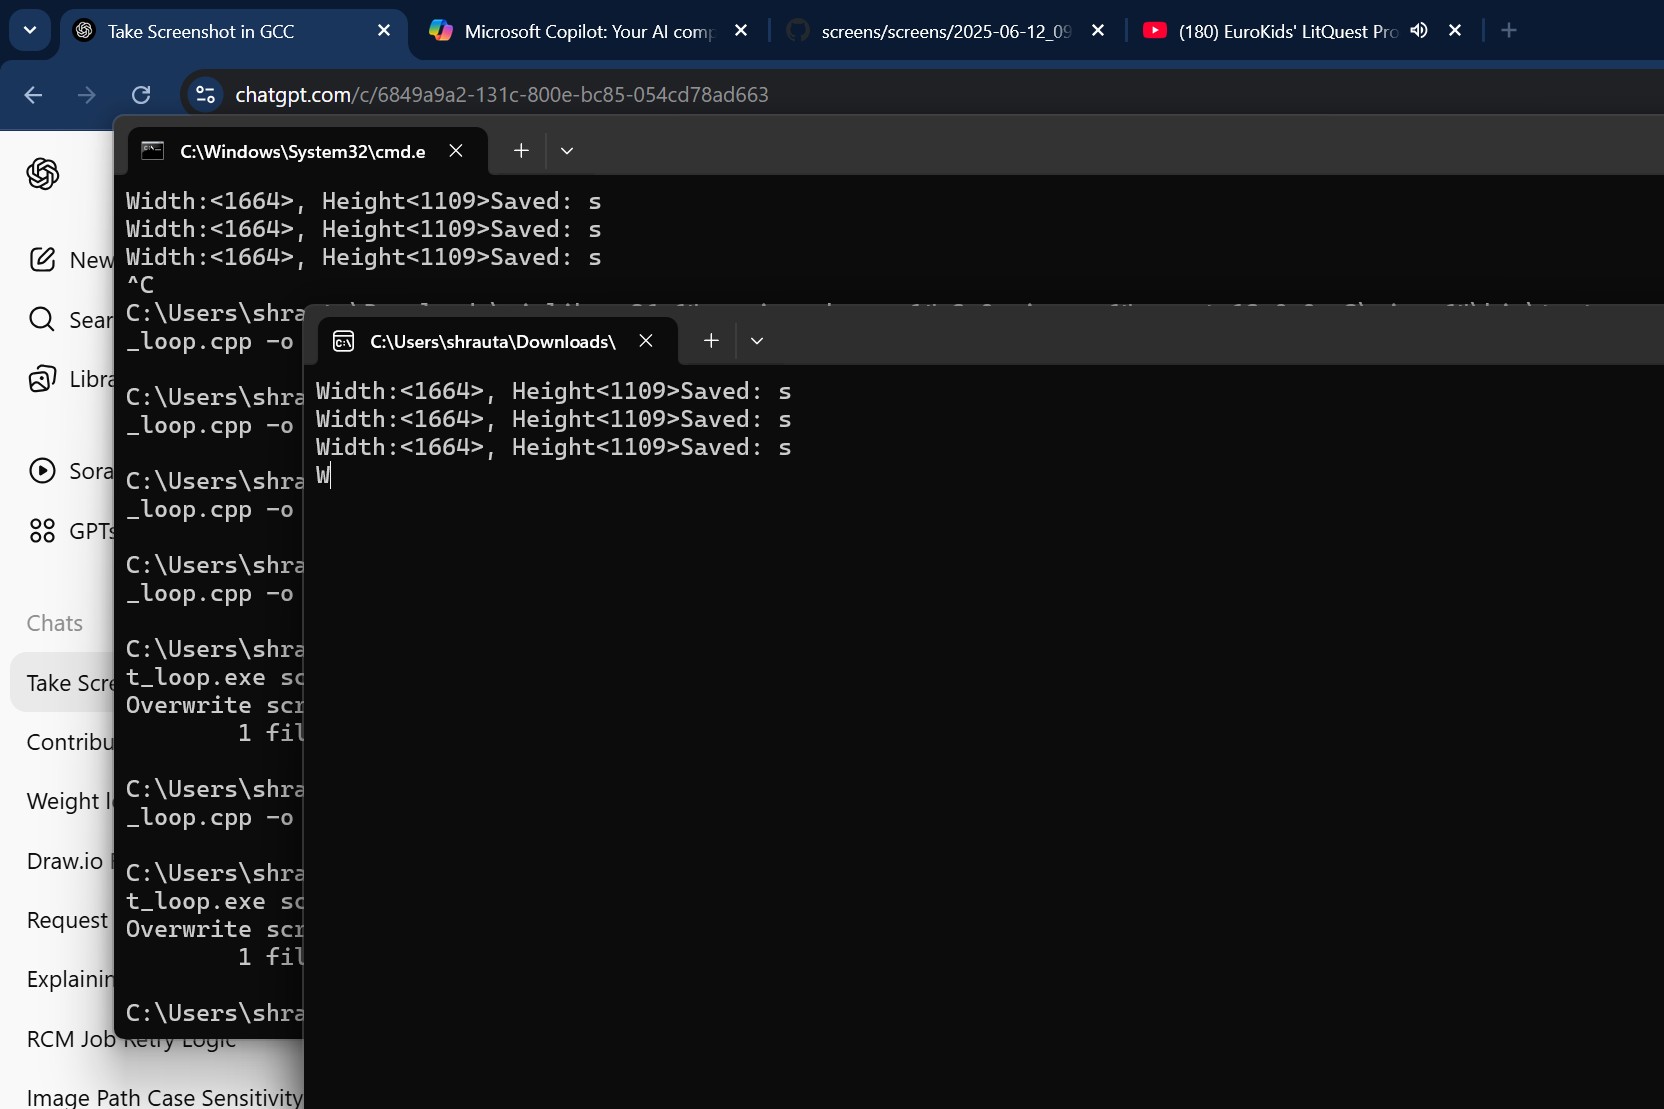 Take Screenshot in GCC
Microsoft Copilot: Your AI comp
screens/screens/2025-06-12_09
(180) EuroKids' LitQuest Pro
chatgpt.com/c/6849a9a2-131c-800e-bc85-054cd78ad663
C:\Windows\System32\cmd.e
Width:<1664>, Height<1109>Saved: s
Width:<1664>, Height<1109>Saved: s
Width:<1664>, Height<1109>Saved: s
^C
C:\Users\shra
_loop.cpp -o
C:\Users\shra
_loop.cpp -o
C:\Users\shra
_loop.cpp -o
C:\Users\shra
_loop.cpp -o
C:\Users\shra
t_loop.exe sc
Overwrite scr
1 fil
C:\Users\shra
_loop.cpp -o
C:\Users\shra
t_loop.exe sc
Overwrite scr
1 fil
C:\Users\shra
C:\Users\shrauta\Downloads\
Width:<1664>, Height<1109>Saved: s
Width:<1664>, Height<1109>Saved: s
Width:<1664>, Height<1109>Saved: s
W
New
Sear
Libra
Sora
GPTs
Chats
Take Scre
Contribu
Weight l
Draw.io
Request
Explainin
RCM Job Retry Logic
Image Path Case Sensitivity